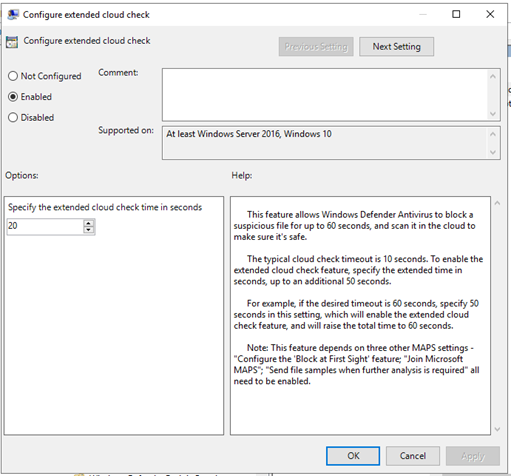 Configure extended cloud check
Configure extended cloud check
Previous Setting
Next Setting
Not Configured
Comment:
Enabled
Disabled
Supported on:
At least Windows Server 2016, Windows 10
Options:
Help:
Specify the extended cloud check time in seconds
20
This feature allows Windows Defender Antivirus to block a
suspicious file for up to 60 seconds, and scan it in the cloud to
make sure it's safe.
The typical cloud check timeout is 10 seconds. To enable the
extended cloud check feature, specify the extended time in
seconds, up to an additional 50 seconds.
For example, if the desired timeout is 60 seconds, specify 50
seconds in this setting, which will enable the extended cloud
check feature, and will raise the total time to 60 seconds.
Note: This feature depends on three other MAPS settings -
"Configure the 'Block at First Sight' feature; "Join Microsoft
MAPS"; "Send file samples when further analysis is required" all
need to be enabled.
OK
Cancel
Apply